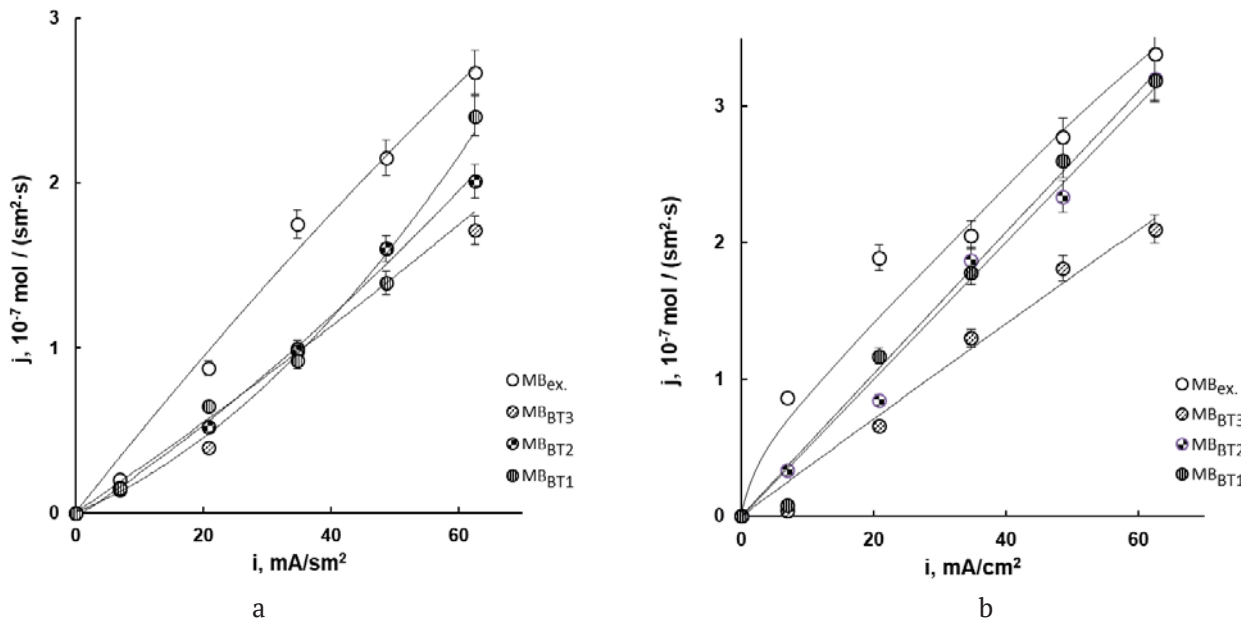 3
2
1
0
j, 10⁻⁷ mol / (sm²·s)
0
20
40
60
i, mA/sm²
MBex.
MBBT3
MBBT2
MBBT1
a
3
2
1
0
j, 10⁻⁷ mol / (sm²·s)
0
20
40
60
i, mA/cm²
MBex.
MBBT3
MBBT2
MBBT1
b